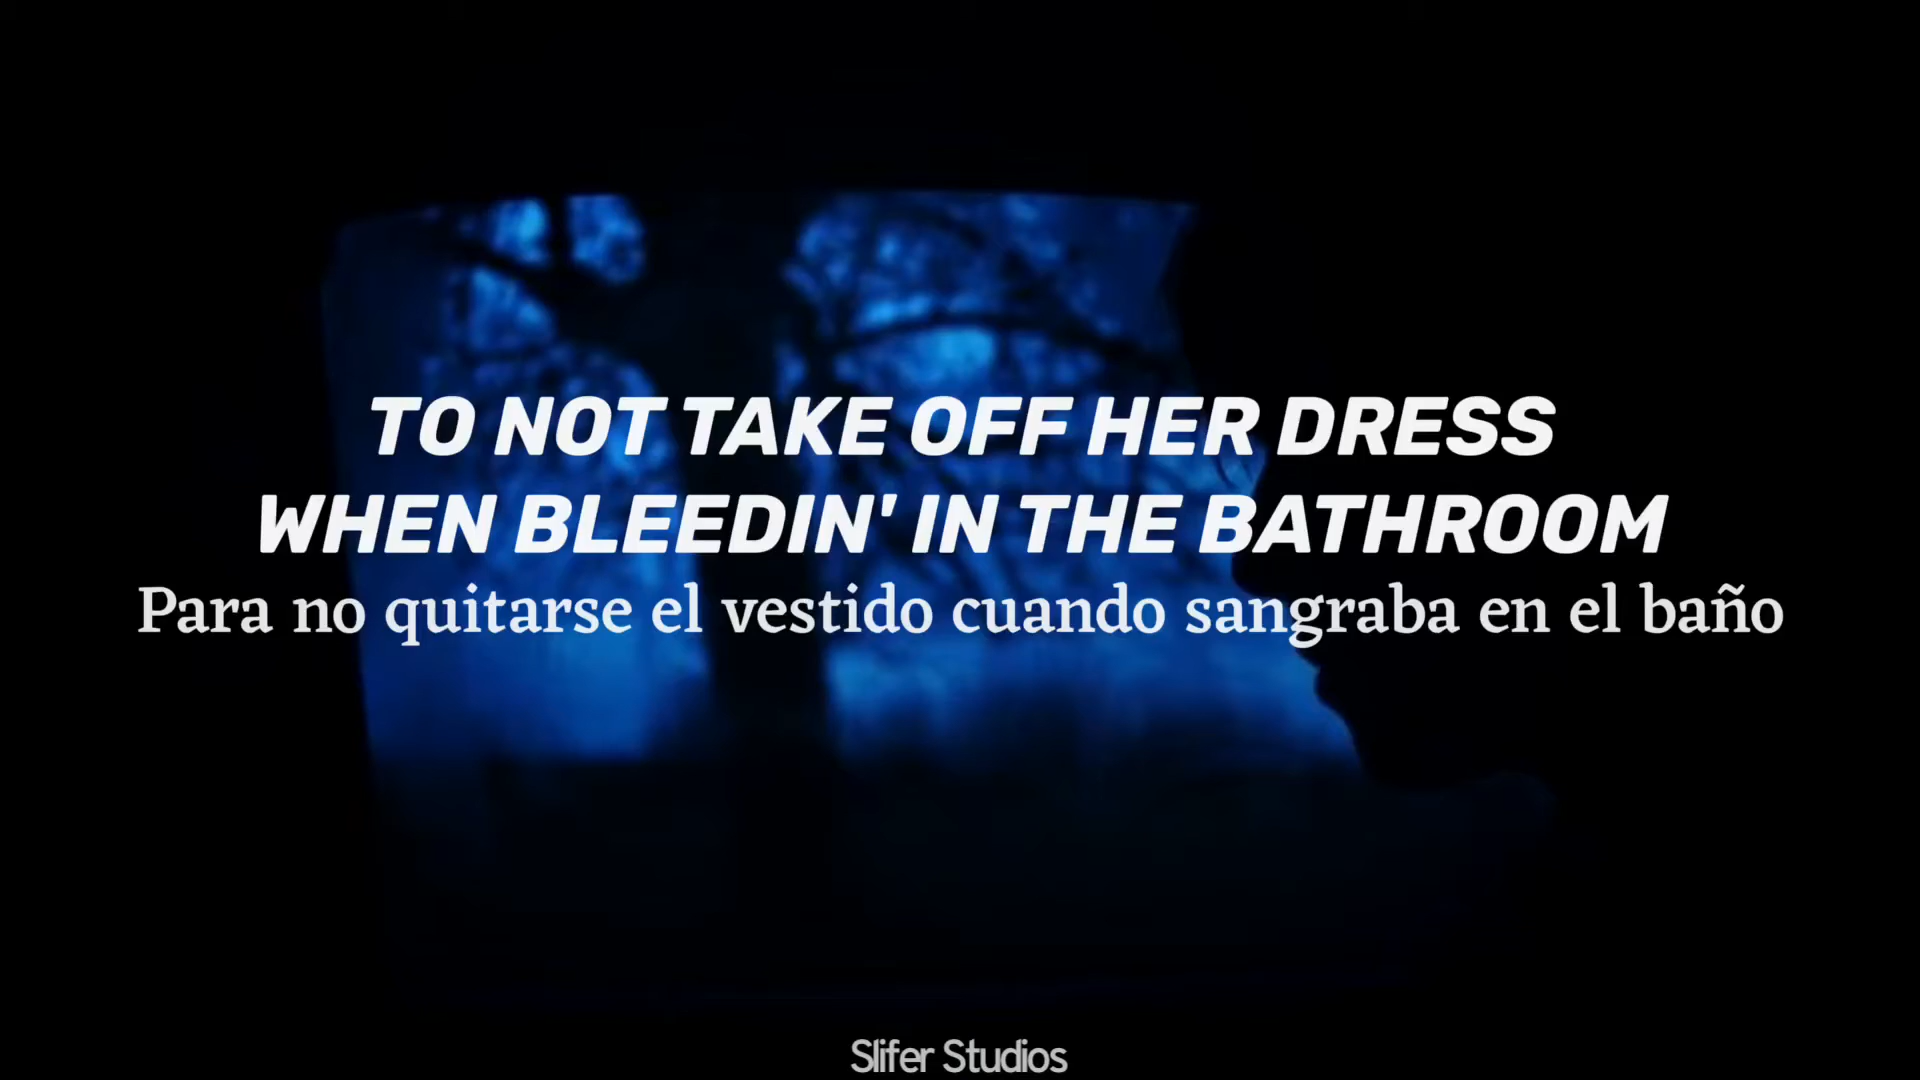 TO NOT TAKE OFF HER DRESS
WHEN BLEEDIN' IN THE BATHROOM
Para no quitarse el vestido cuando sangraba en el baño
Slifer Studios